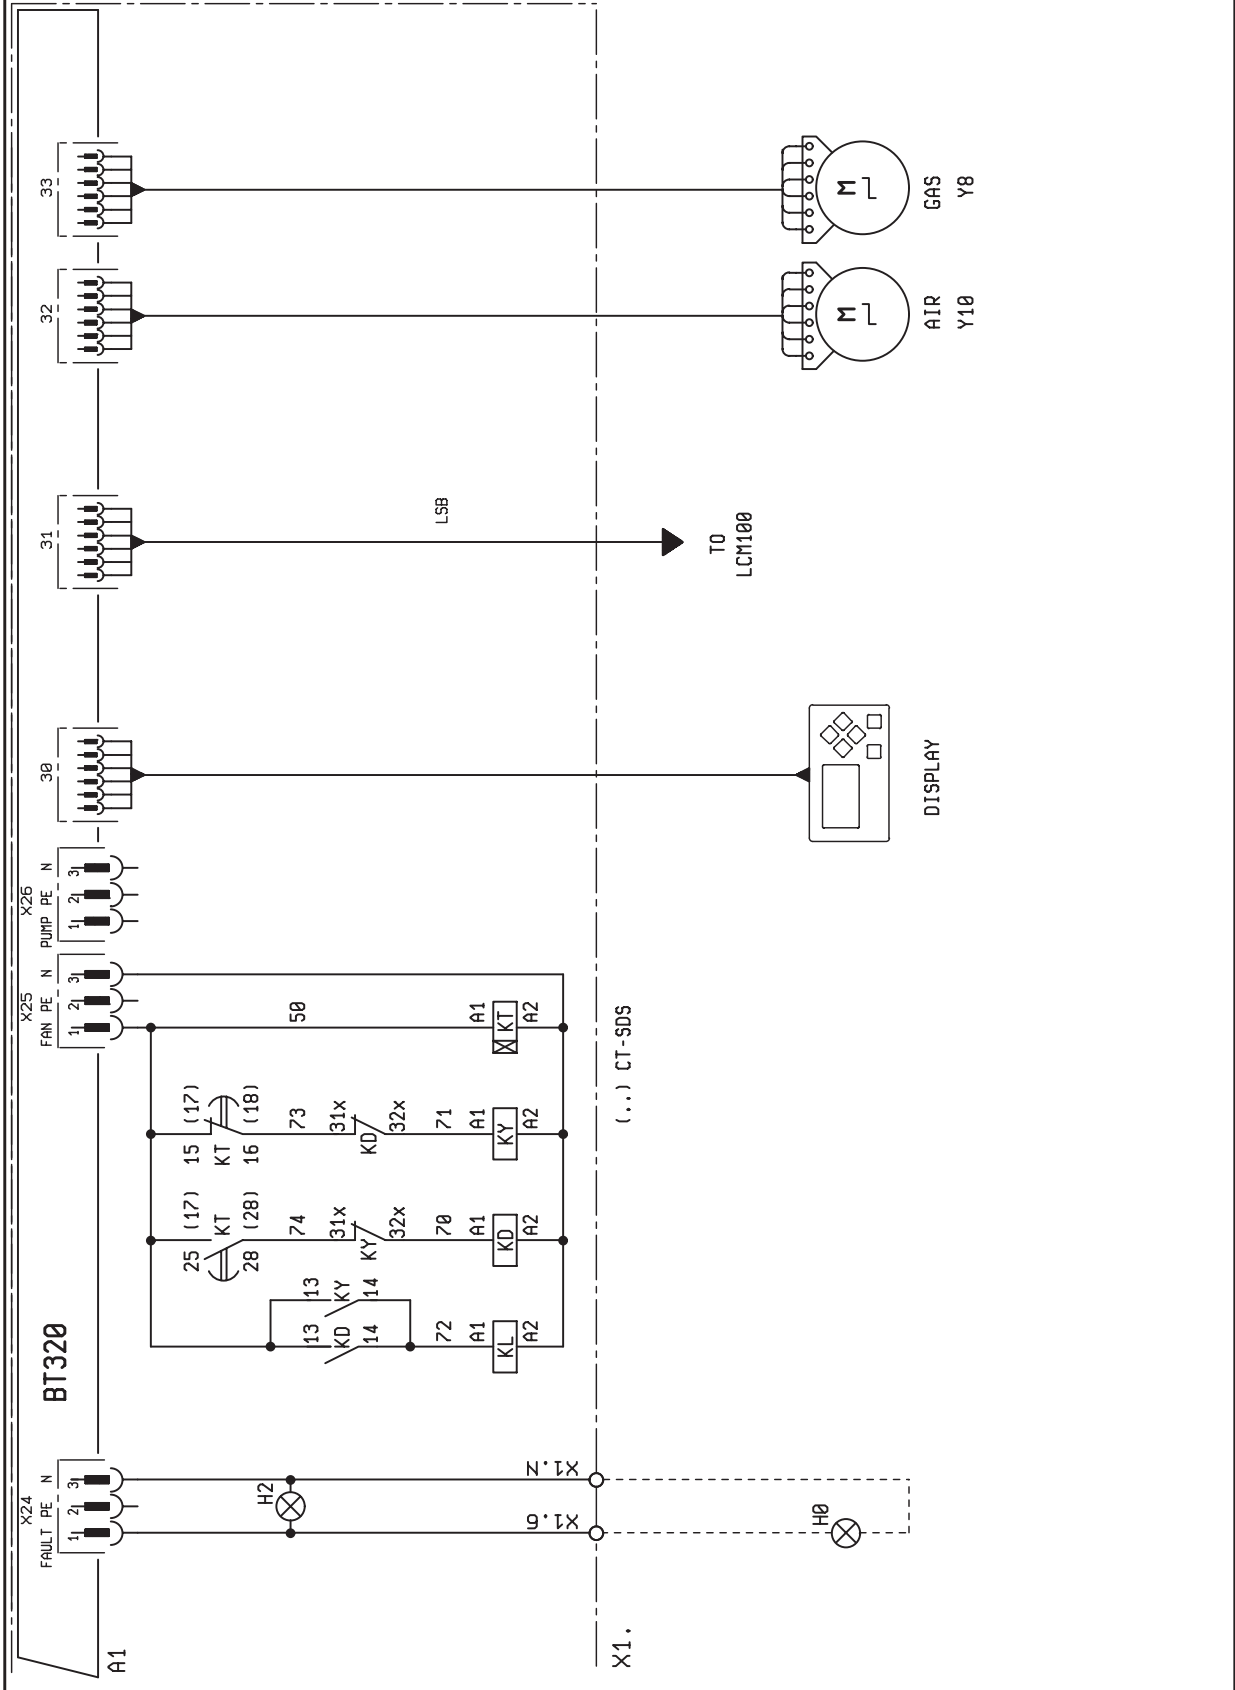 BT320
A1
X24
FAULT PE N
1 2 3
X25
FAN PE N
1 2 3
X26
PUMP PE N
1 2 3
30
31
32
33
H2
X1.6
X1.N
H0
X1.
13
KD
14
13
KY
14
72
A1
KL
A2
25 (17)
KT
28 (28)
74
31x
KY
32x
70
A1
KD
A2
15 (17)
KT
16 (18)
73
31x
KD
32x
71
A1
KY
A2
50
A1
KT
A2
(..) CT-SDS
DISPLAY
LSB
TO
LCM100
M
AIR
Y10
M
GAS
Y8